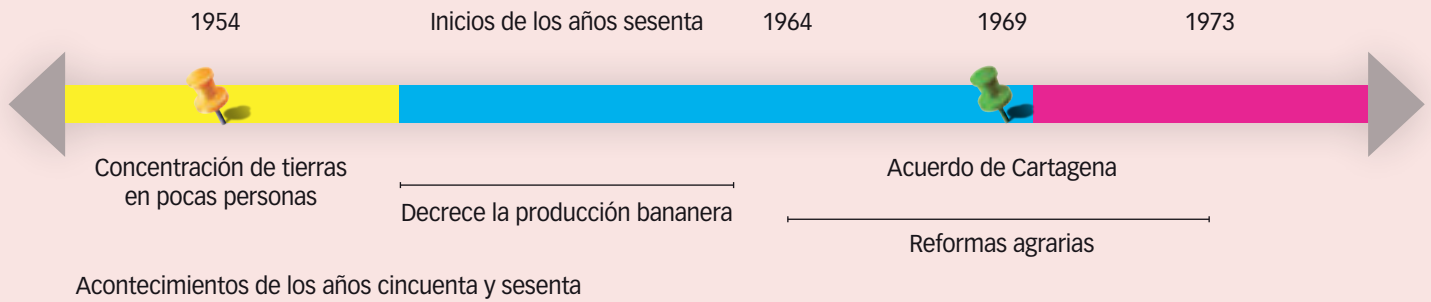 1954 Inicios de los años sesenta 1964 1969 1973
Concentración de tierras
en pocas personas
Acuerdo de Cartagena
Decrece la producción bananera
Reformas agrarias
Acontecimientos de los años cincuenta y sesenta